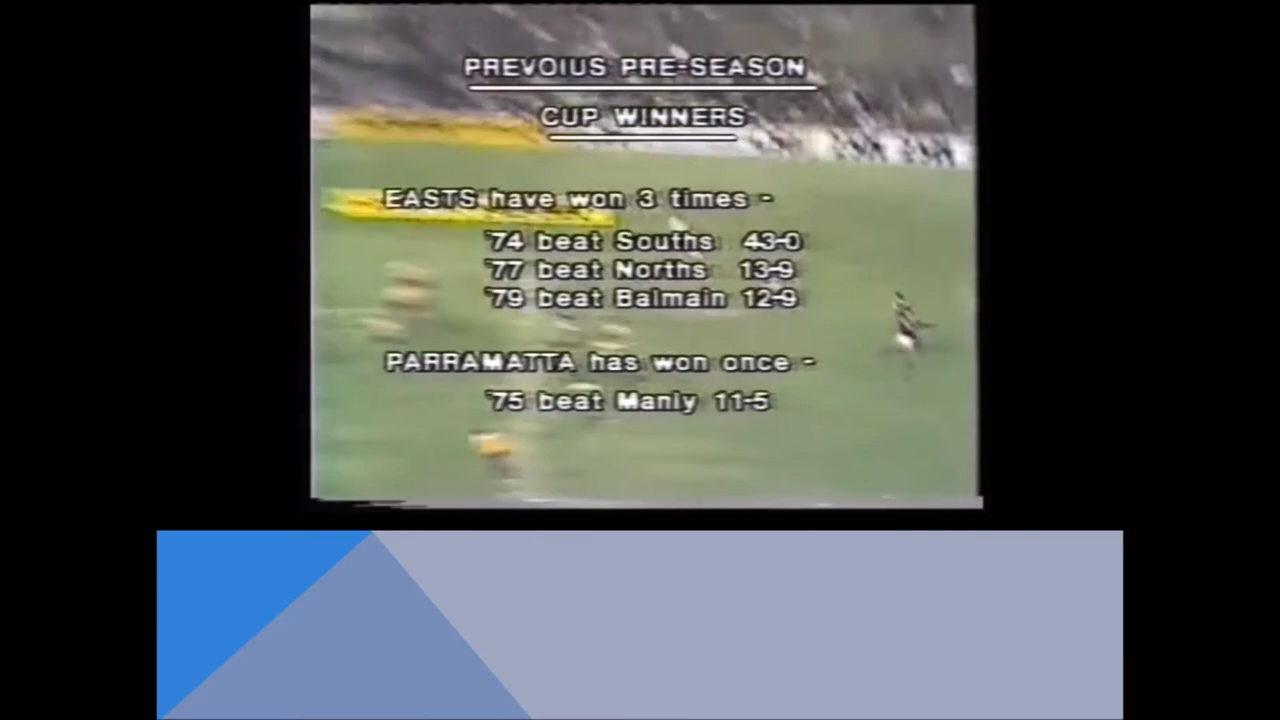 PREVOIUS PRE-SEASON
CUP WINNERS
EASTS have won 3 times -
'74 beat Souths 43-0
'77 beat Norths 13-9
'79 beat Balmain 12-9
PARRAMATTA has won once -
'75 beat Manly 11-5